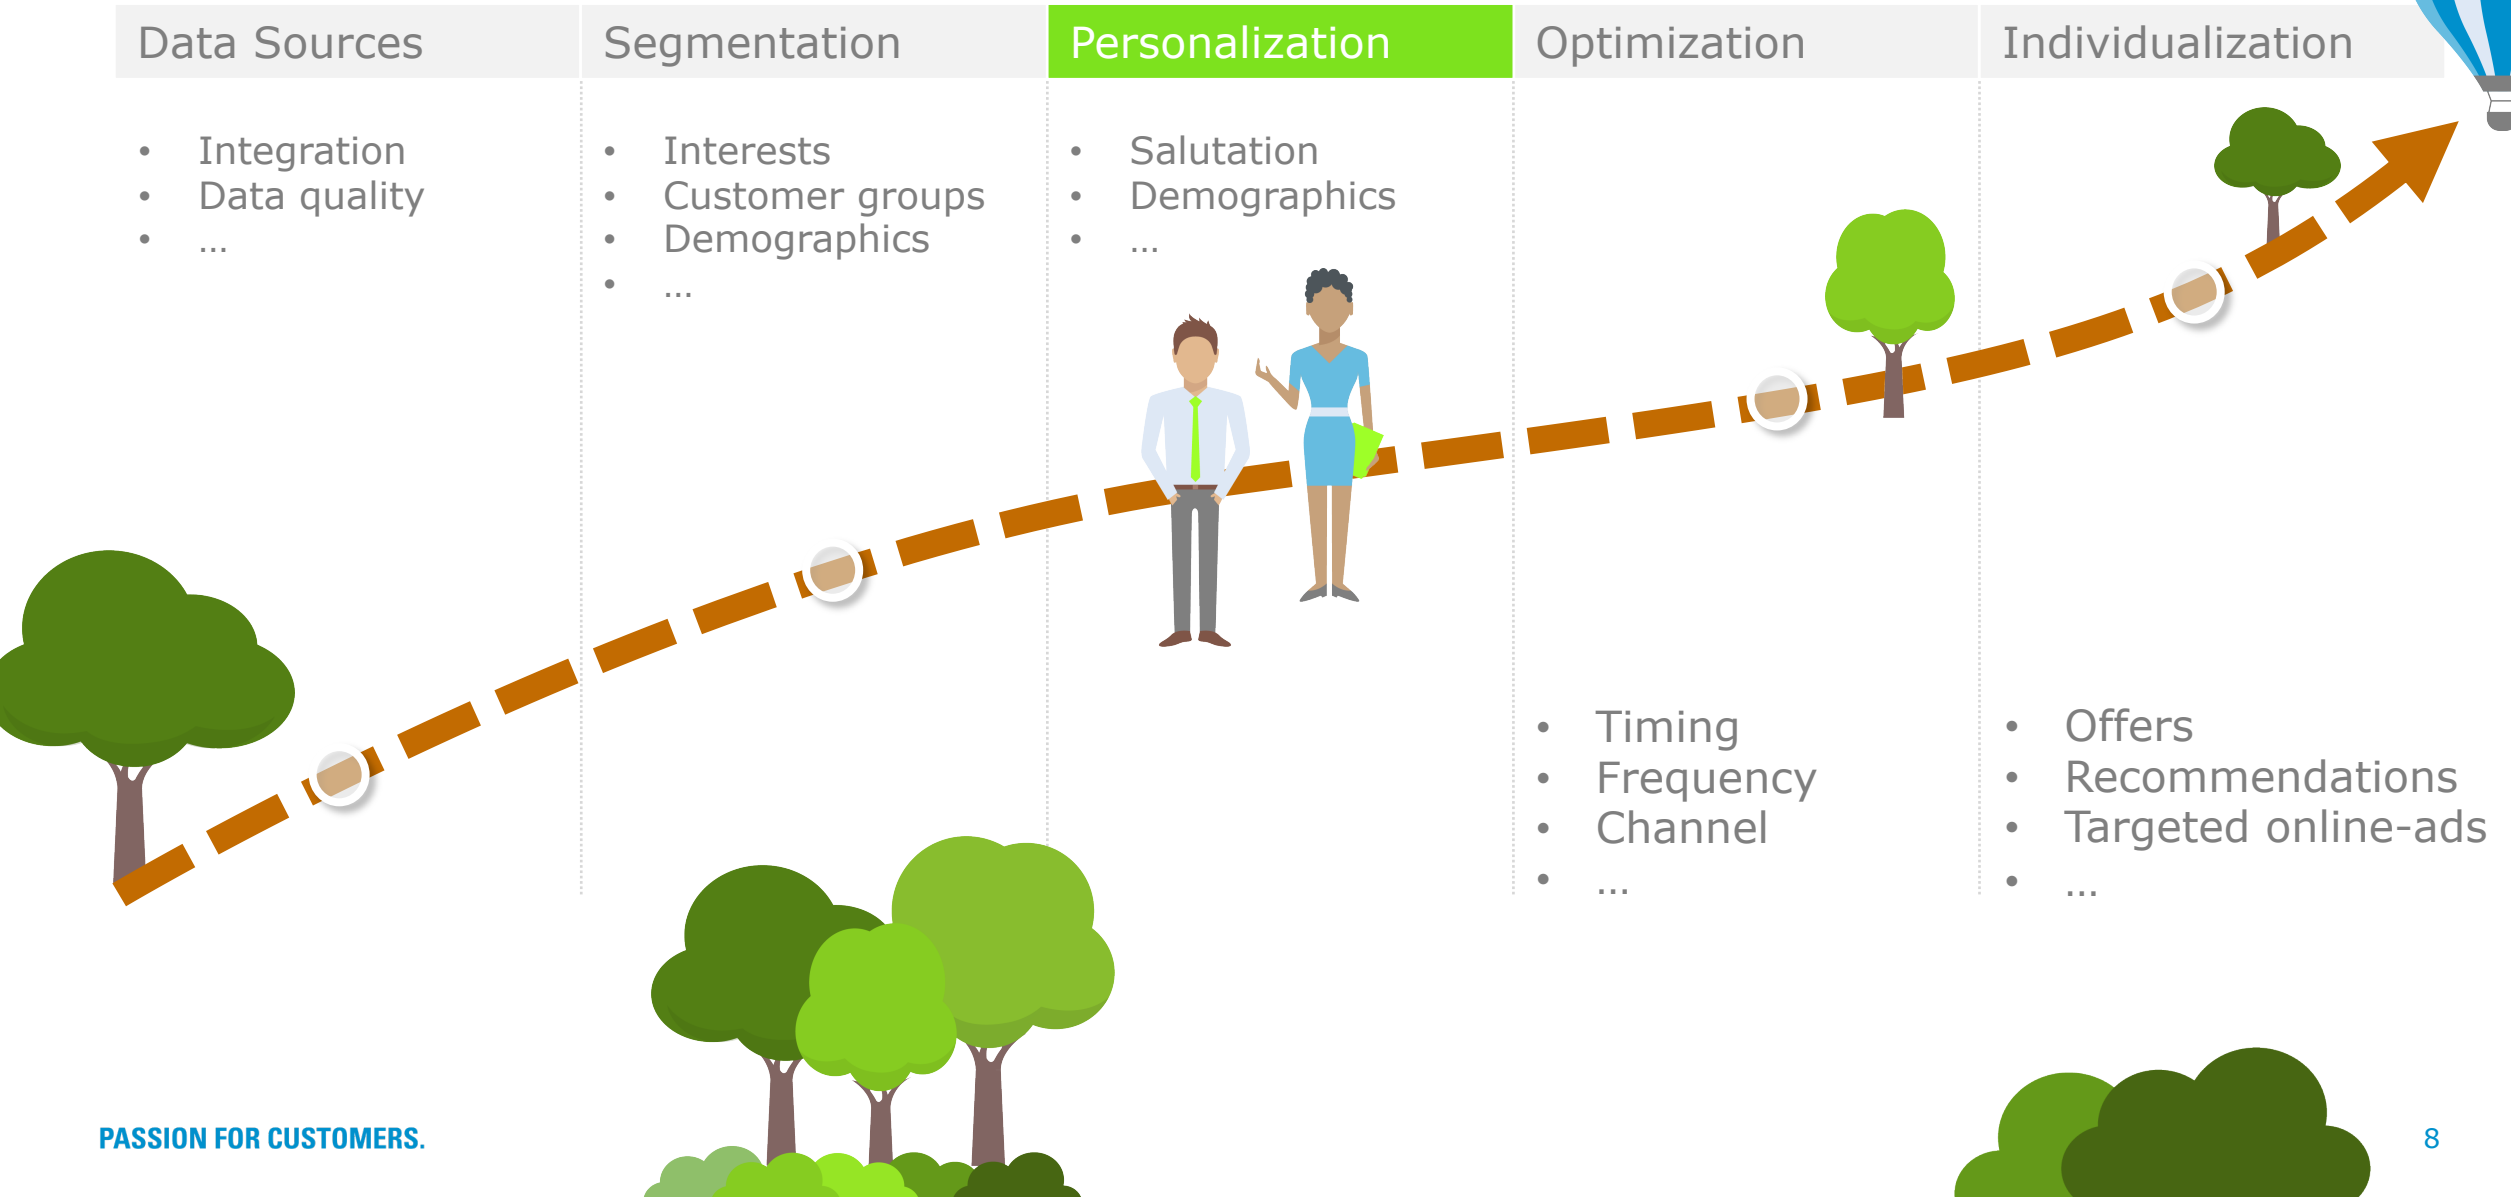 Data Sources
Segmentation
Personalization
Optimization
Individualization
• Integration
• Data quality
• ...
• Interests
• Customer groups
• Demographics
• ...
• Salutation
• Demographics
• ...
• Timing
• Frequency
• Channel
• ...
• Offers
• Recommendations
• Targeted online-ads
• ...
PASSION FOR CUSTOMERS.
8